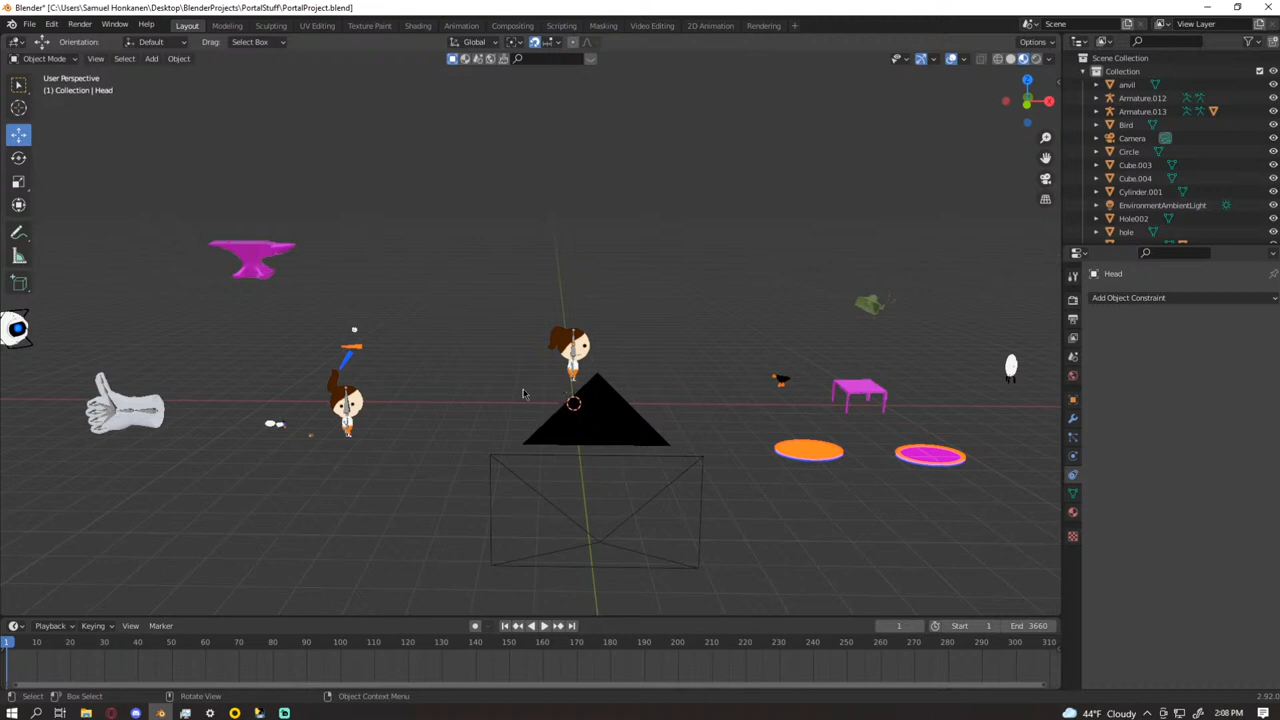 Blender* [C:\Users\Samuel Honkanen\Desktop\BlenderProjects\PortalStuff\PortalProject.blend]
File Edit Render Window Help Layout Modeling Sculpting UV Editing Texture Paint Shading Animation Compositing Scripting Masking Video Editing 2D Animation Rendering + Scene View Layer
Orientation: Default Drag: Select Box Global Options
Object Mode View Select Add Object
User Perspective
(1) Collection | Head
Scene Collection
Collection
anvil
Armature.012
Armature.013
Bird
Camera
Circle
Cube.003
Cube.004
Cylinder.001
EnvironmentAmbientLight
Hole002
hole
Head
Add Object Constraint
X
Z
Playback Keying View Marker 1 Start 1 End 3660
1 10 20 30 40 50 60 70 80 90 100 110 120 130 140 150 160 170 180 190 200 210 220 230 240 250 260 270 280 290 300 310
Select Box Select Rotate View Object Context Menu 2.92.0
44°F Cloudy 2:08 PM